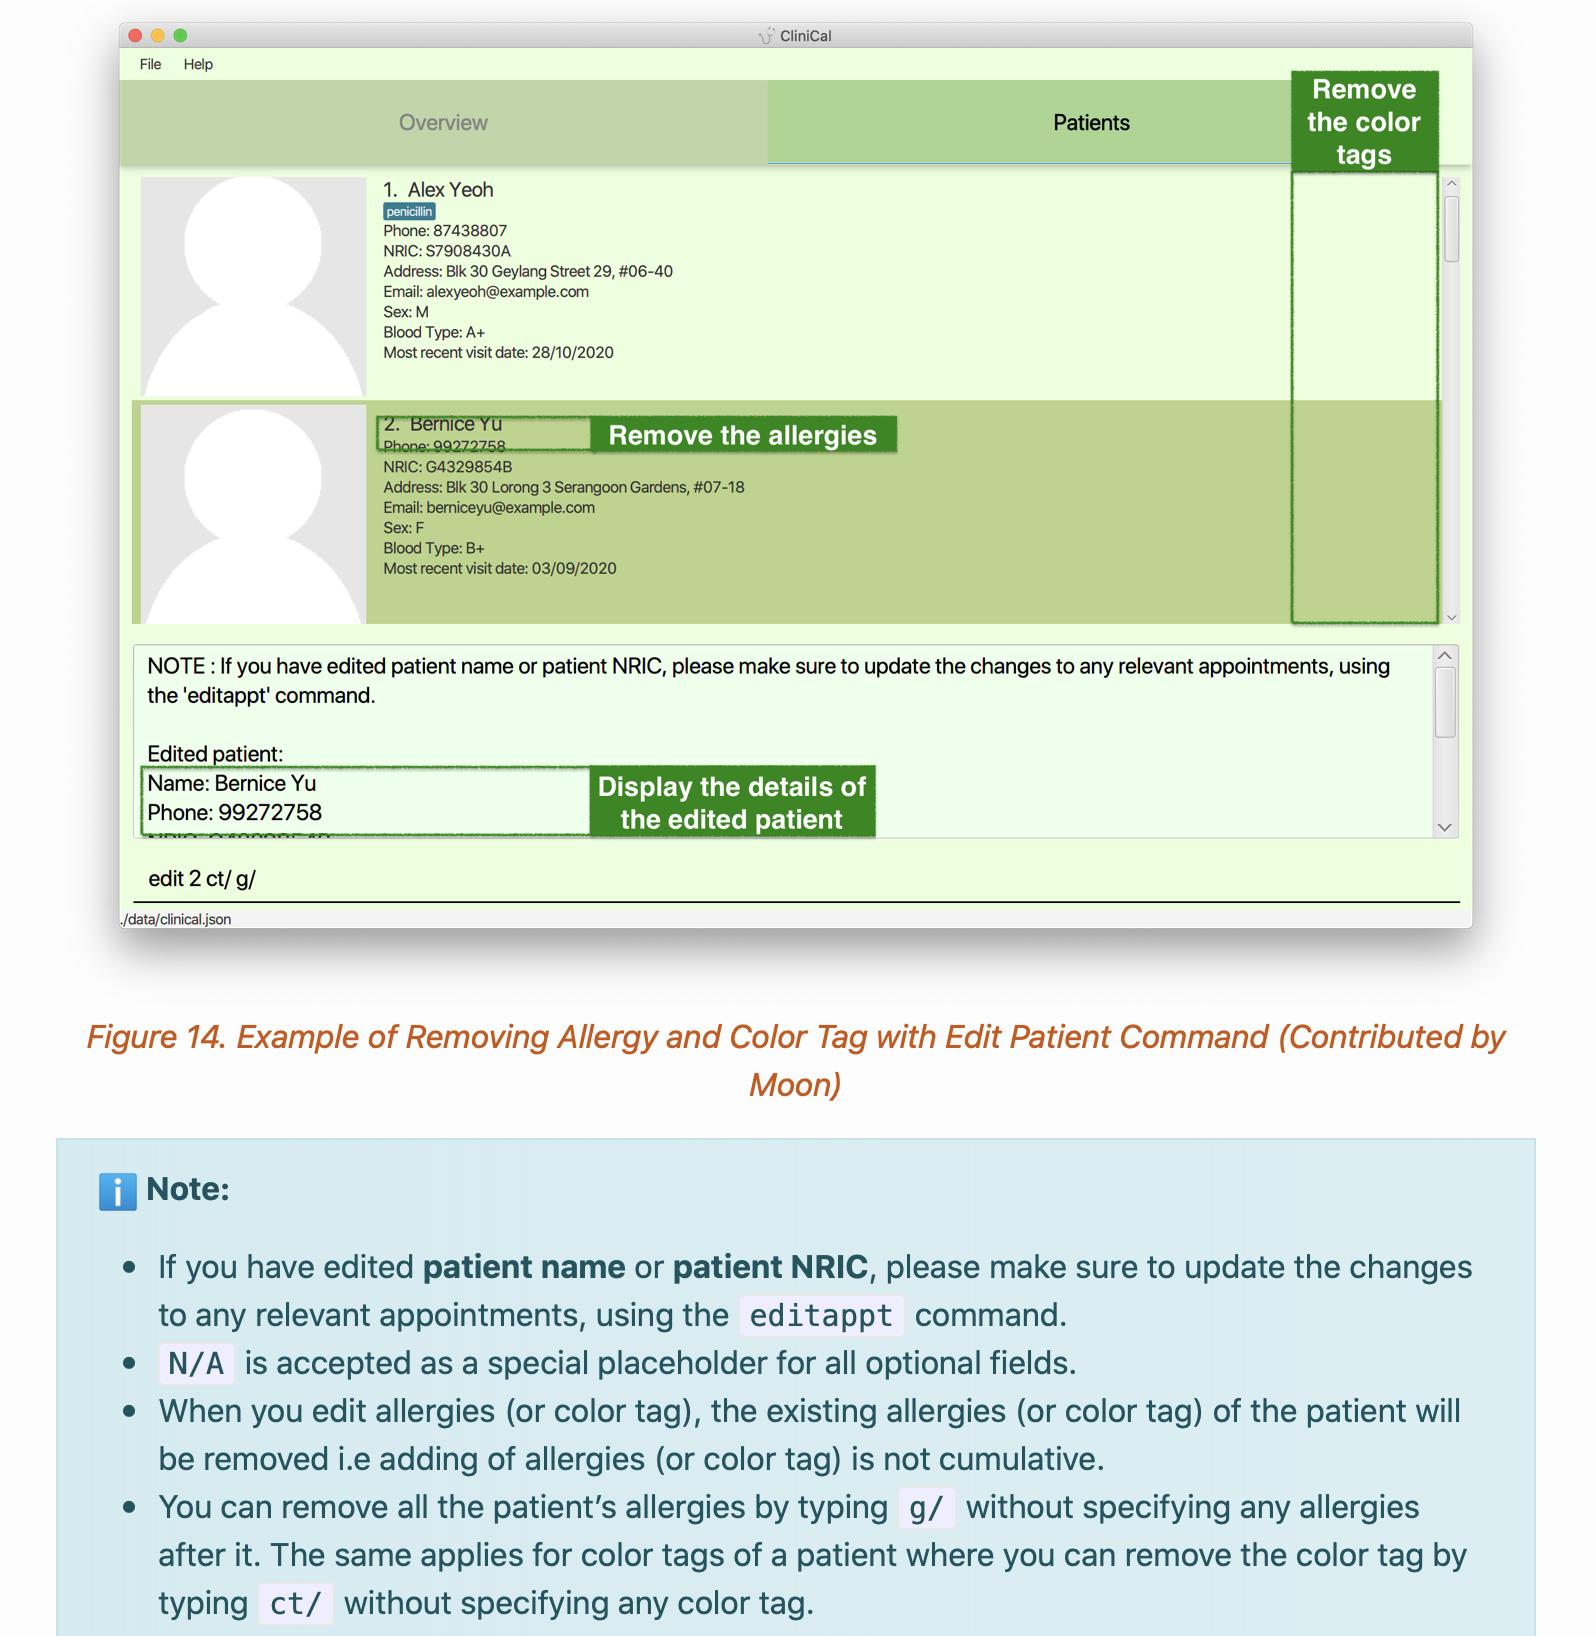 CliniCal
File Help
Overview
Patients
Remove
the color
tags
1. Alex Yeoh
penicillin
Phone: 87438807
NRIC: S7908430A
Address: Blk 30 Geylang Street 29, #06-40
Email: alexyeoh@example.com
Sex: M
Blood Type: A+
Most recent visit date: 28/10/2020
2. Bernice Yu
Remove the allergies
Phone: 99272758
NRIC: G4329854B
Address: Blk 30 Lorong 3 Serangoon Gardens, #07-18
Email: berniceyu@example.com
Sex: F
Blood Type: B+
Most recent visit date: 03/09/2020
NOTE : If you have edited patient name or patient NRIC, please make sure to update the changes to any relevant appointments, using
the 'editappt' command.
Edited patient:
Name: Bernice Yu
Phone: 99272758
Display the details of
the edited patient
edit 2 ct/ g/
./data/clinical.json
Figure 14. Example of Removing Allergy and Color Tag with Edit Patient Command (Contributed by
Moon)
Note:
If you have edited patient name or patient NRIC, please make sure to update the changes
to any relevant appointments, using the editappt command.
N/A is accepted as a special placeholder for all optional fields.
When you edit allergies (or color tag), the existing allergies (or color tag) of the patient will
be removed i.e adding of allergies (or color tag) is not cumulative.
You can remove all the patient’s allergies by typing g/ without specifying any allergies
after it. The same applies for color tags of a patient where you can remove the color tag by
typing ct/ without specifying any color tag.